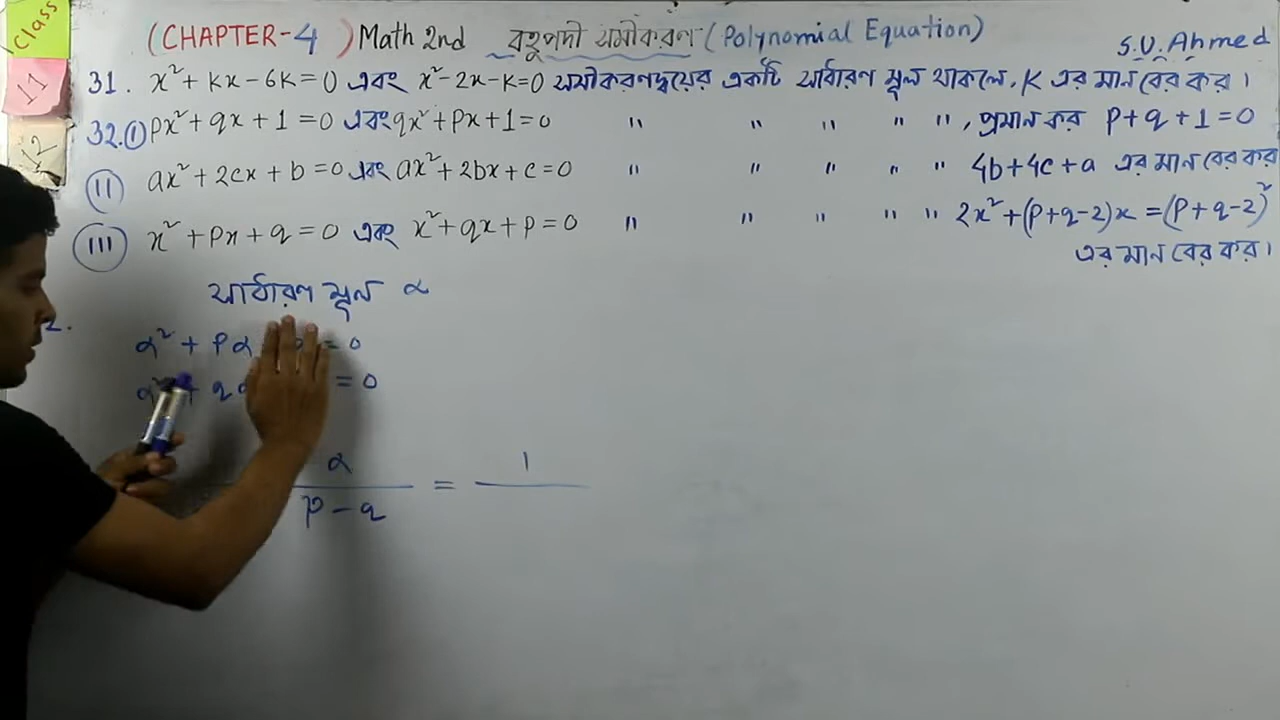 Class
11
12
(CHAPTER-4) Math 2nd বহুপদী সমীকরণ (Polynomial Equation)
S.U.Ahmed
31. x²+kx-6k=0 এবং x²-2x-k=0 সমীকরণদ্বয়ের একটি সাধারণ মূল থাকলে, k এর মান বের কর।
32.(i) px²+qx+1=0 এবং qx²+px+1=0 " " " " ", প্রমান কর p+q+1=0
(ii) ax²+2cx+b=0 এবং ax²+2bx+c=0 " " " " " 4b+4c+a এর মান বের কর
(iii) x²+px+q=0 এবং x²+qx+p=0 " " " " " 2x²+(p+q-2)x=(p+q-2)²
এর মান বের কর।
সাধারণ মূল α
2.
α²+pα =0
α²+qα =0
α/(p-q) = 1/